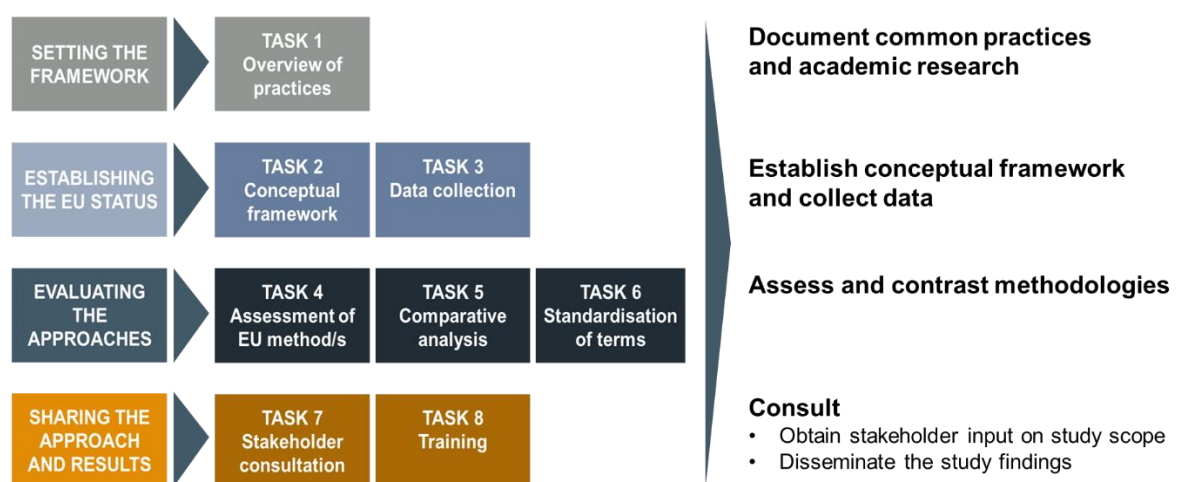 SETTING THE
FRAMEWORK
TASK 1
Overview of
practices
Document common practices
and academic research
ESTABLISHING
THE EU STATUS
TASK 2
Conceptual
framework
TASK 3
Data collection
Establish conceptual framework
and collect data
EVALUATING
THE
APPROACHES
TASK 4
Assessment of
EU method/s
TASK 5
Comparative
analysis
TASK 6
Standardisation
of terms
Assess and contrast methodologies
SHARING THE
APPROACH
AND RESULTS
TASK 7
Stakeholder
consultation
TASK 8
Training
Consult
• Obtain stakeholder input on study scope
• Disseminate the study findings